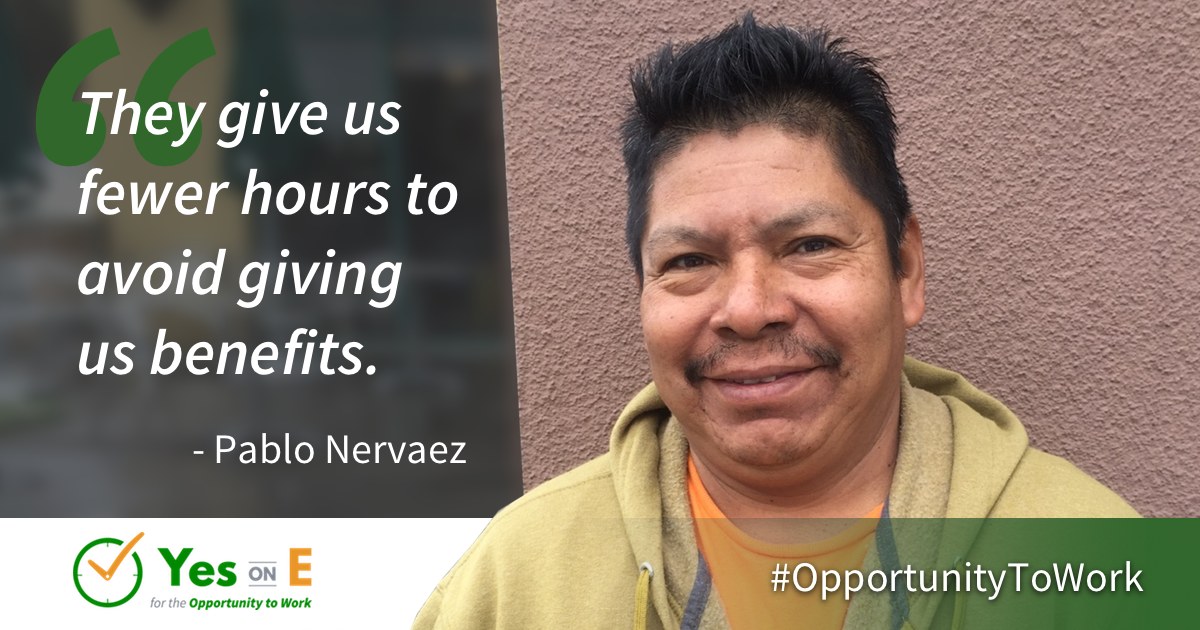 “
They give us
fewer hours to
avoid giving
us benefits.
- Pablo Nervaez
Yes ON E
for the Opportunity to Work
#OpportunityToWork